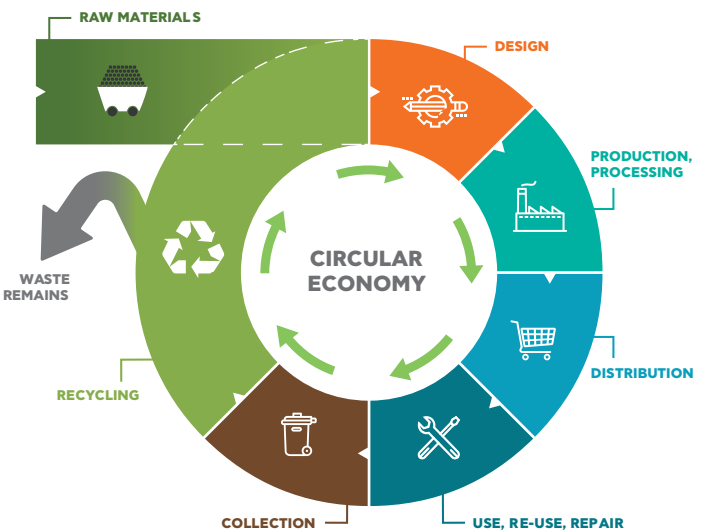 RAW MATERIALS
DESIGN
PRODUCTION,
PROCESSING
CIRCULAR
ECONOMY
WASTE
REMAINS
DISTRIBUTION
RECYCLING
COLLECTION
USE, RE-USE, REPAIR